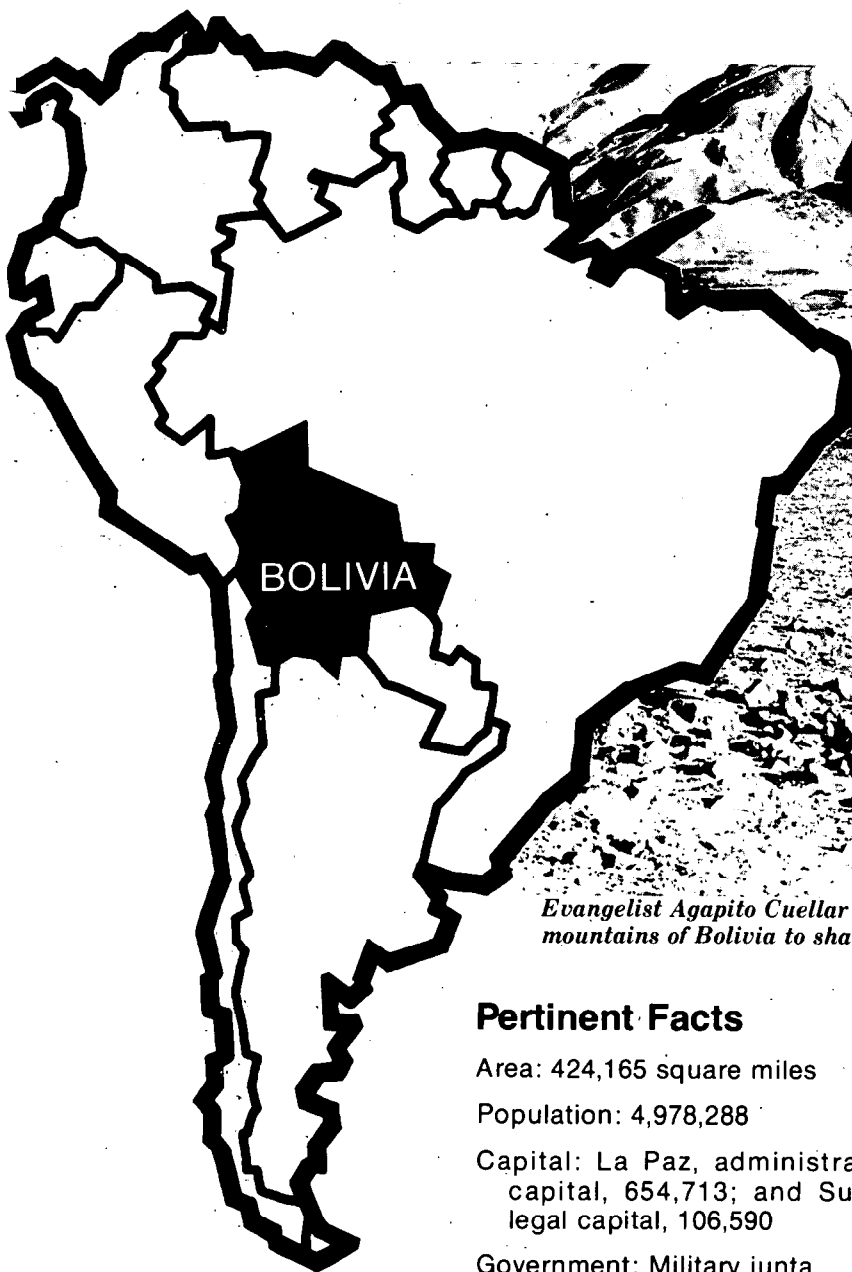 BOLIVIA
Evangelist Agapito Cuellar
mountains of Bolivia to sha
Pertinent Facts
Area: 424,165 square miles
Population: 4,978,288
Capital: La Paz, administra
capital, 654,713; and Su
legal capital, 106,590
Government: Military junta